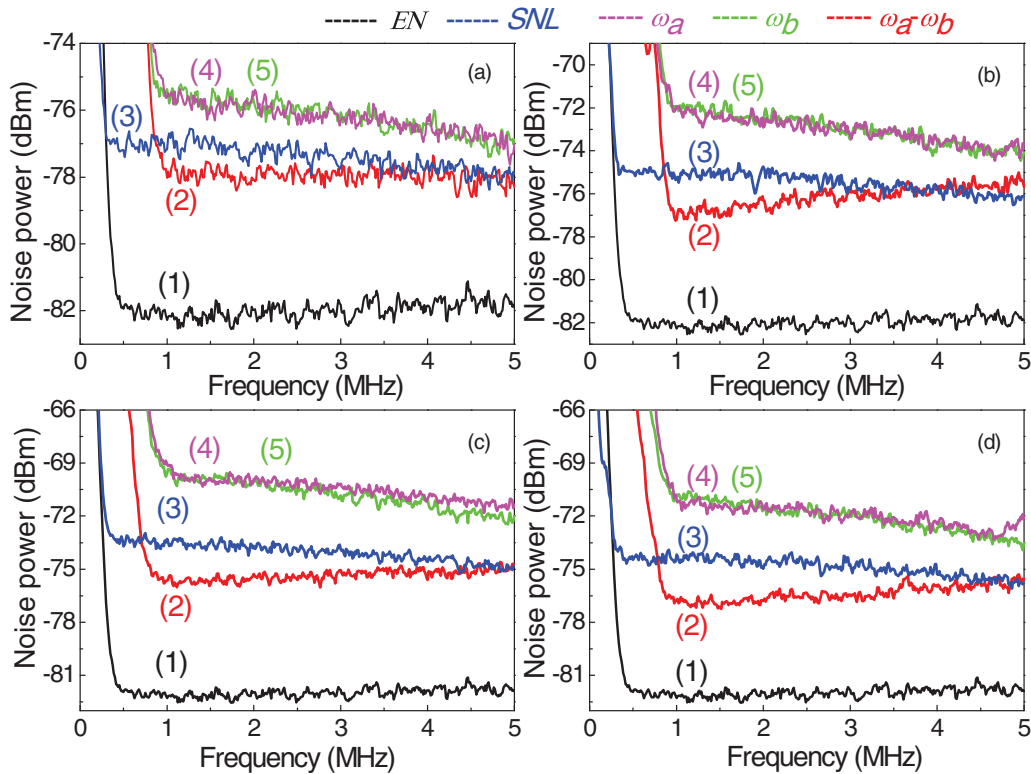 EN SNL ωa ωb ωa-ωb
-74
-76
-78
-80
-82
Noise power (dBm)
(a)
(4)
(5)
(3)
(2)
(1)
0 1 2 3 4 5
Frequency (MHz)
-70
-72
-74
-76
-78
-80
-82
Noise power (dBm)
(b)
(4)
(5)
(3)
(2)
(1)
0 1 2 3 4 5
Frequency (MHz)
-66
-69
-72
-75
-78
-81
Noise power (dBm)
(c)
(4)
(5)
(3)
(2)
(1)
0 1 2 3 4 5
Frequency (MHz)
-66
-69
-72
-75
-78
-81
Noise power (dBm)
(d)
(4)
(5)
(3)
(2)
(1)
0 1 2 3 4 5
Frequency (MHz)